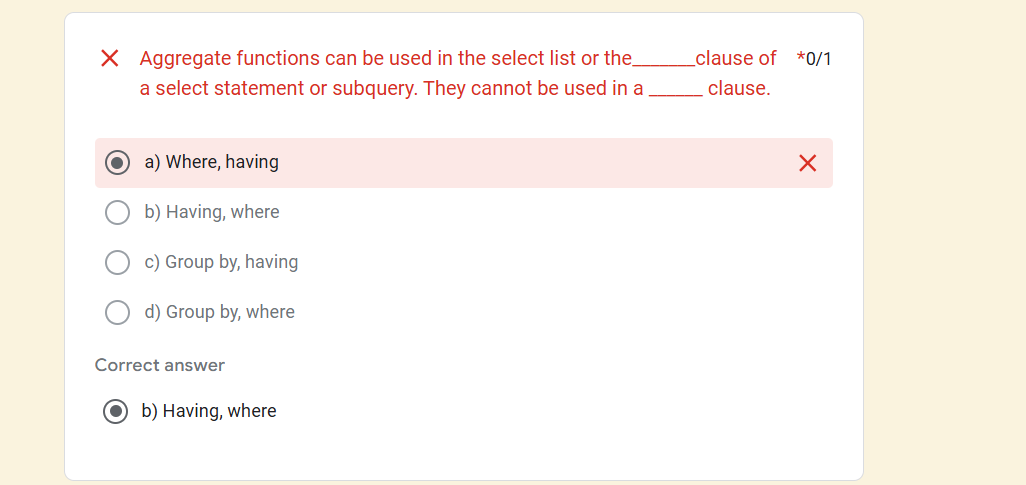 Aggregate functions can be used in the select list or the_______clause of *0/1
a select statement or subquery. They cannot be used in a ______ clause.
a) Where, having
b) Having, where
c) Group by, having
d) Group by, where
Correct answer
b) Having, where